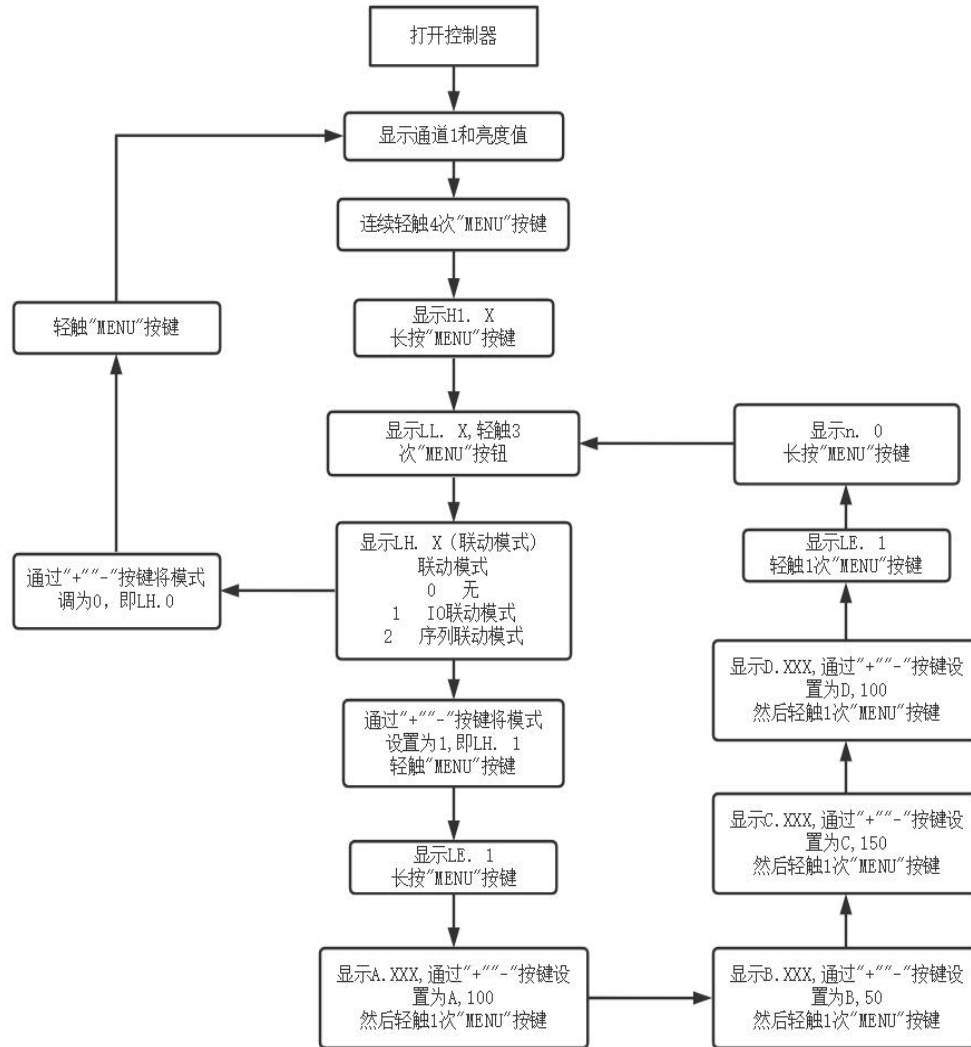 打开控制器
显示通道1和亮度值
连续轻触4次"MENU"按键
轻触"MENU"按键
显示H1. X
长按"MENU"按键
显示LL. X,轻触3
次"MENU"按钮
显示n. 0
长按"MENU"按键
显示LH. X（联动模式）
联动模式
0 无
1 IO联动模式
2 序列联动模式
通过"+""-"按键将模式
调为0，即LH.0
显示LE. 1
轻触1次"MENU"按键
通过"+""-"按键将模式
设置为1,即LH. 1
轻触"MENU"按键
显示D.XXX,通过"+""-"按键设
置为D,100
然后轻触1次"MENU"按键
显示LE. 1
长按"MENU"按键
显示C.XXX,通过"+""-"按键设
置为C,150
然后轻触1次"MENU"按键
显示A.XXX,通过"+""-"按键设
置为A,100
然后轻触1次"MENU"按键
显示B.XXX,通过"+""-"按键设
置为B,50
然后轻触1次"MENU"按键